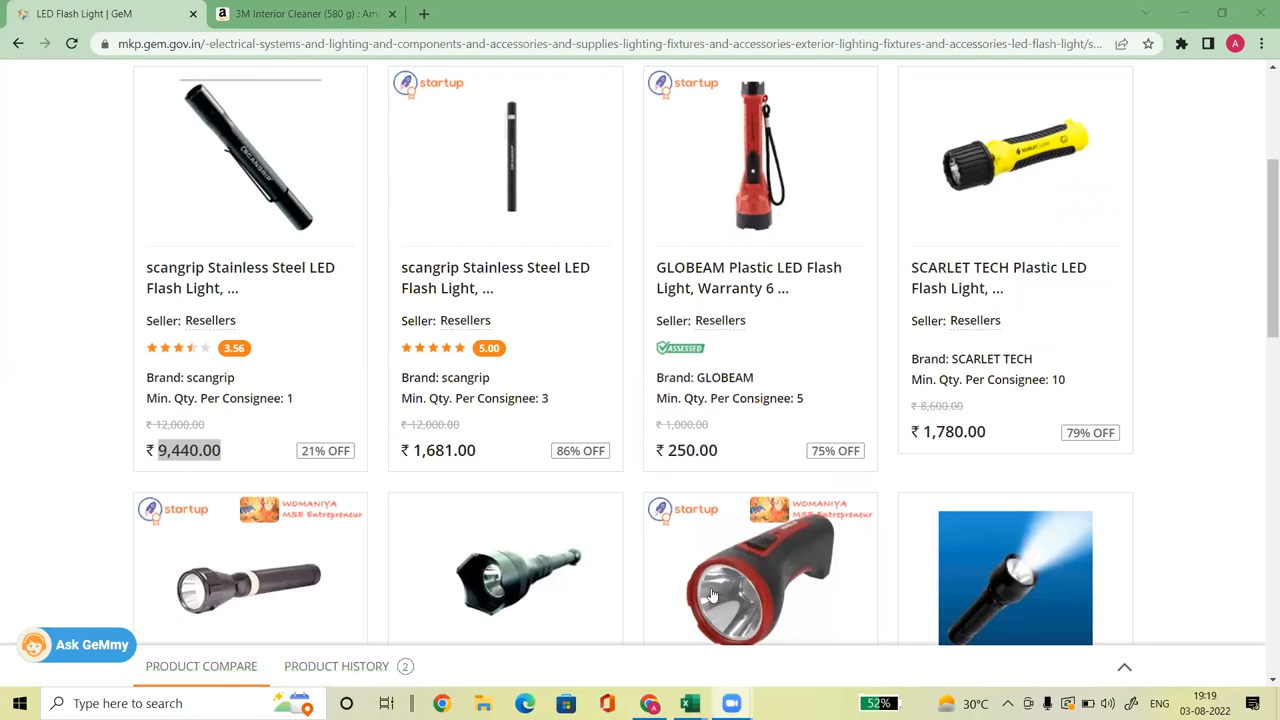 LED Flash Light | GeM
3M Interior Cleaner (580 g) : Am
mkp.gem.gov.in/electrical-systems-and-lighting-and-components-and-accessories-and-supplies-lighting-fixtures-and-accessories-exterior-lighting-fixtures-and-accessories-led-flash-light/s...
A
startup
startup
SCANGRIP
SCARLET
scangrip Stainless Steel LED
Flash Light, ...
Seller: Resellers
3.56
Brand: scangrip
Min. Qty. Per Consignee: 1
₹ 12,000.00
₹ 9,440.00
21% OFF
scangrip Stainless Steel LED
Flash Light, ...
Seller: Resellers
5.00
Brand: scangrip
Min. Qty. Per Consignee: 3
₹ 12,000.00
₹ 1,681.00
86% OFF
GLOBEAM Plastic LED Flash
Light, Warranty 6 ...
Seller: Resellers
ASSESSED
Brand: GLOBEAM
Min. Qty. Per Consignee: 5
₹ 1,000.00
₹ 250.00
75% OFF
SCARLET TECH Plastic LED
Flash Light, ...
Seller: Resellers
Brand: SCARLET TECH
Min. Qty. Per Consignee: 10
₹ 8,600.00
₹ 1,780.00
79% OFF
startup
WOMANIYA
MSE Entrepreneur
startup
WOMANIYA
MSE Entrepreneur
Ask GeMmy
PRODUCT COMPARE
PRODUCT HISTORY 2
Type here to search
52%
30°C
ENG
19:19
03-08-2022